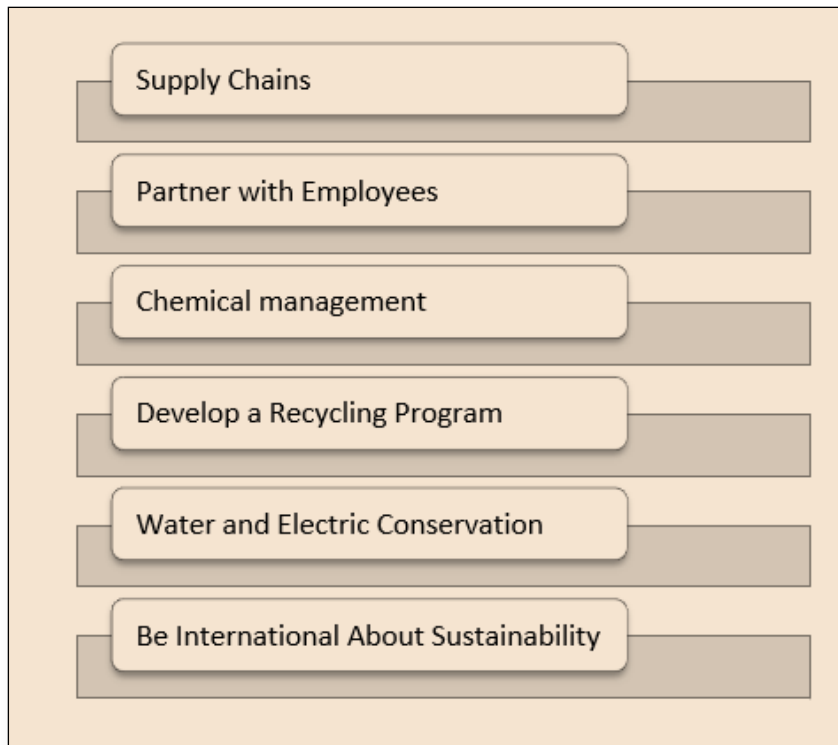 Supply Chains
Partner with Employees
Chemical management
Develop a Recycling Program
Water and Electric Conservation
Be International About Sustainability